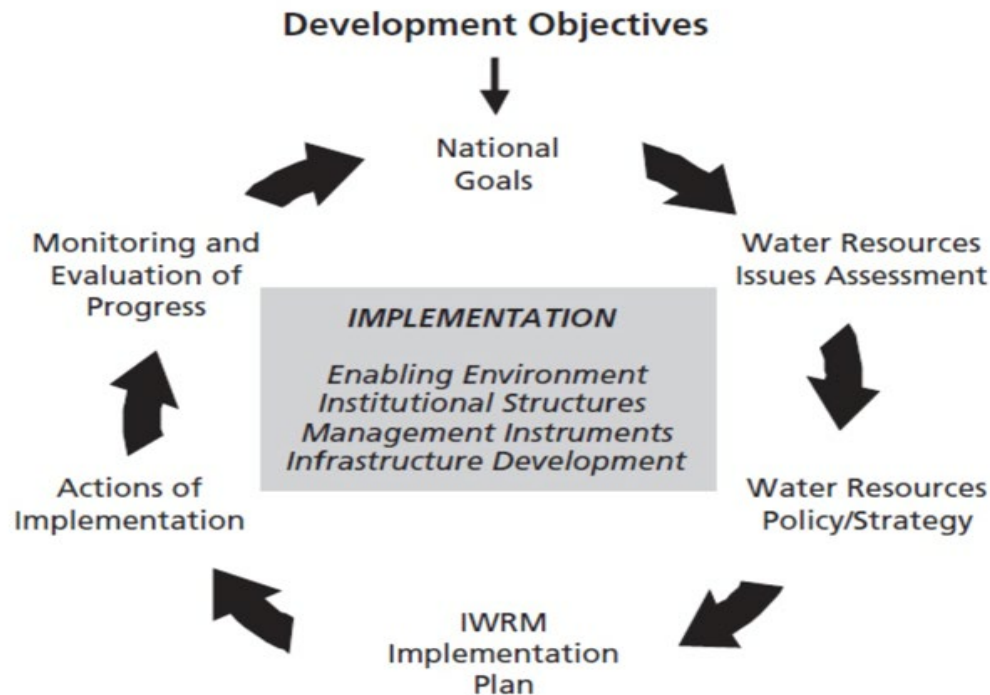 Development Objectives
National
Goals
Water Resources
Issues Assessment
Water Resources
Policy/Strategy
IWRM
Implementation
Plan
Actions of
Implementation
Monitoring and
Evaluation of
Progress
IMPLEMENTATION
Enabling Environment
Institutional Structures
Management Instruments
Infrastructure Development